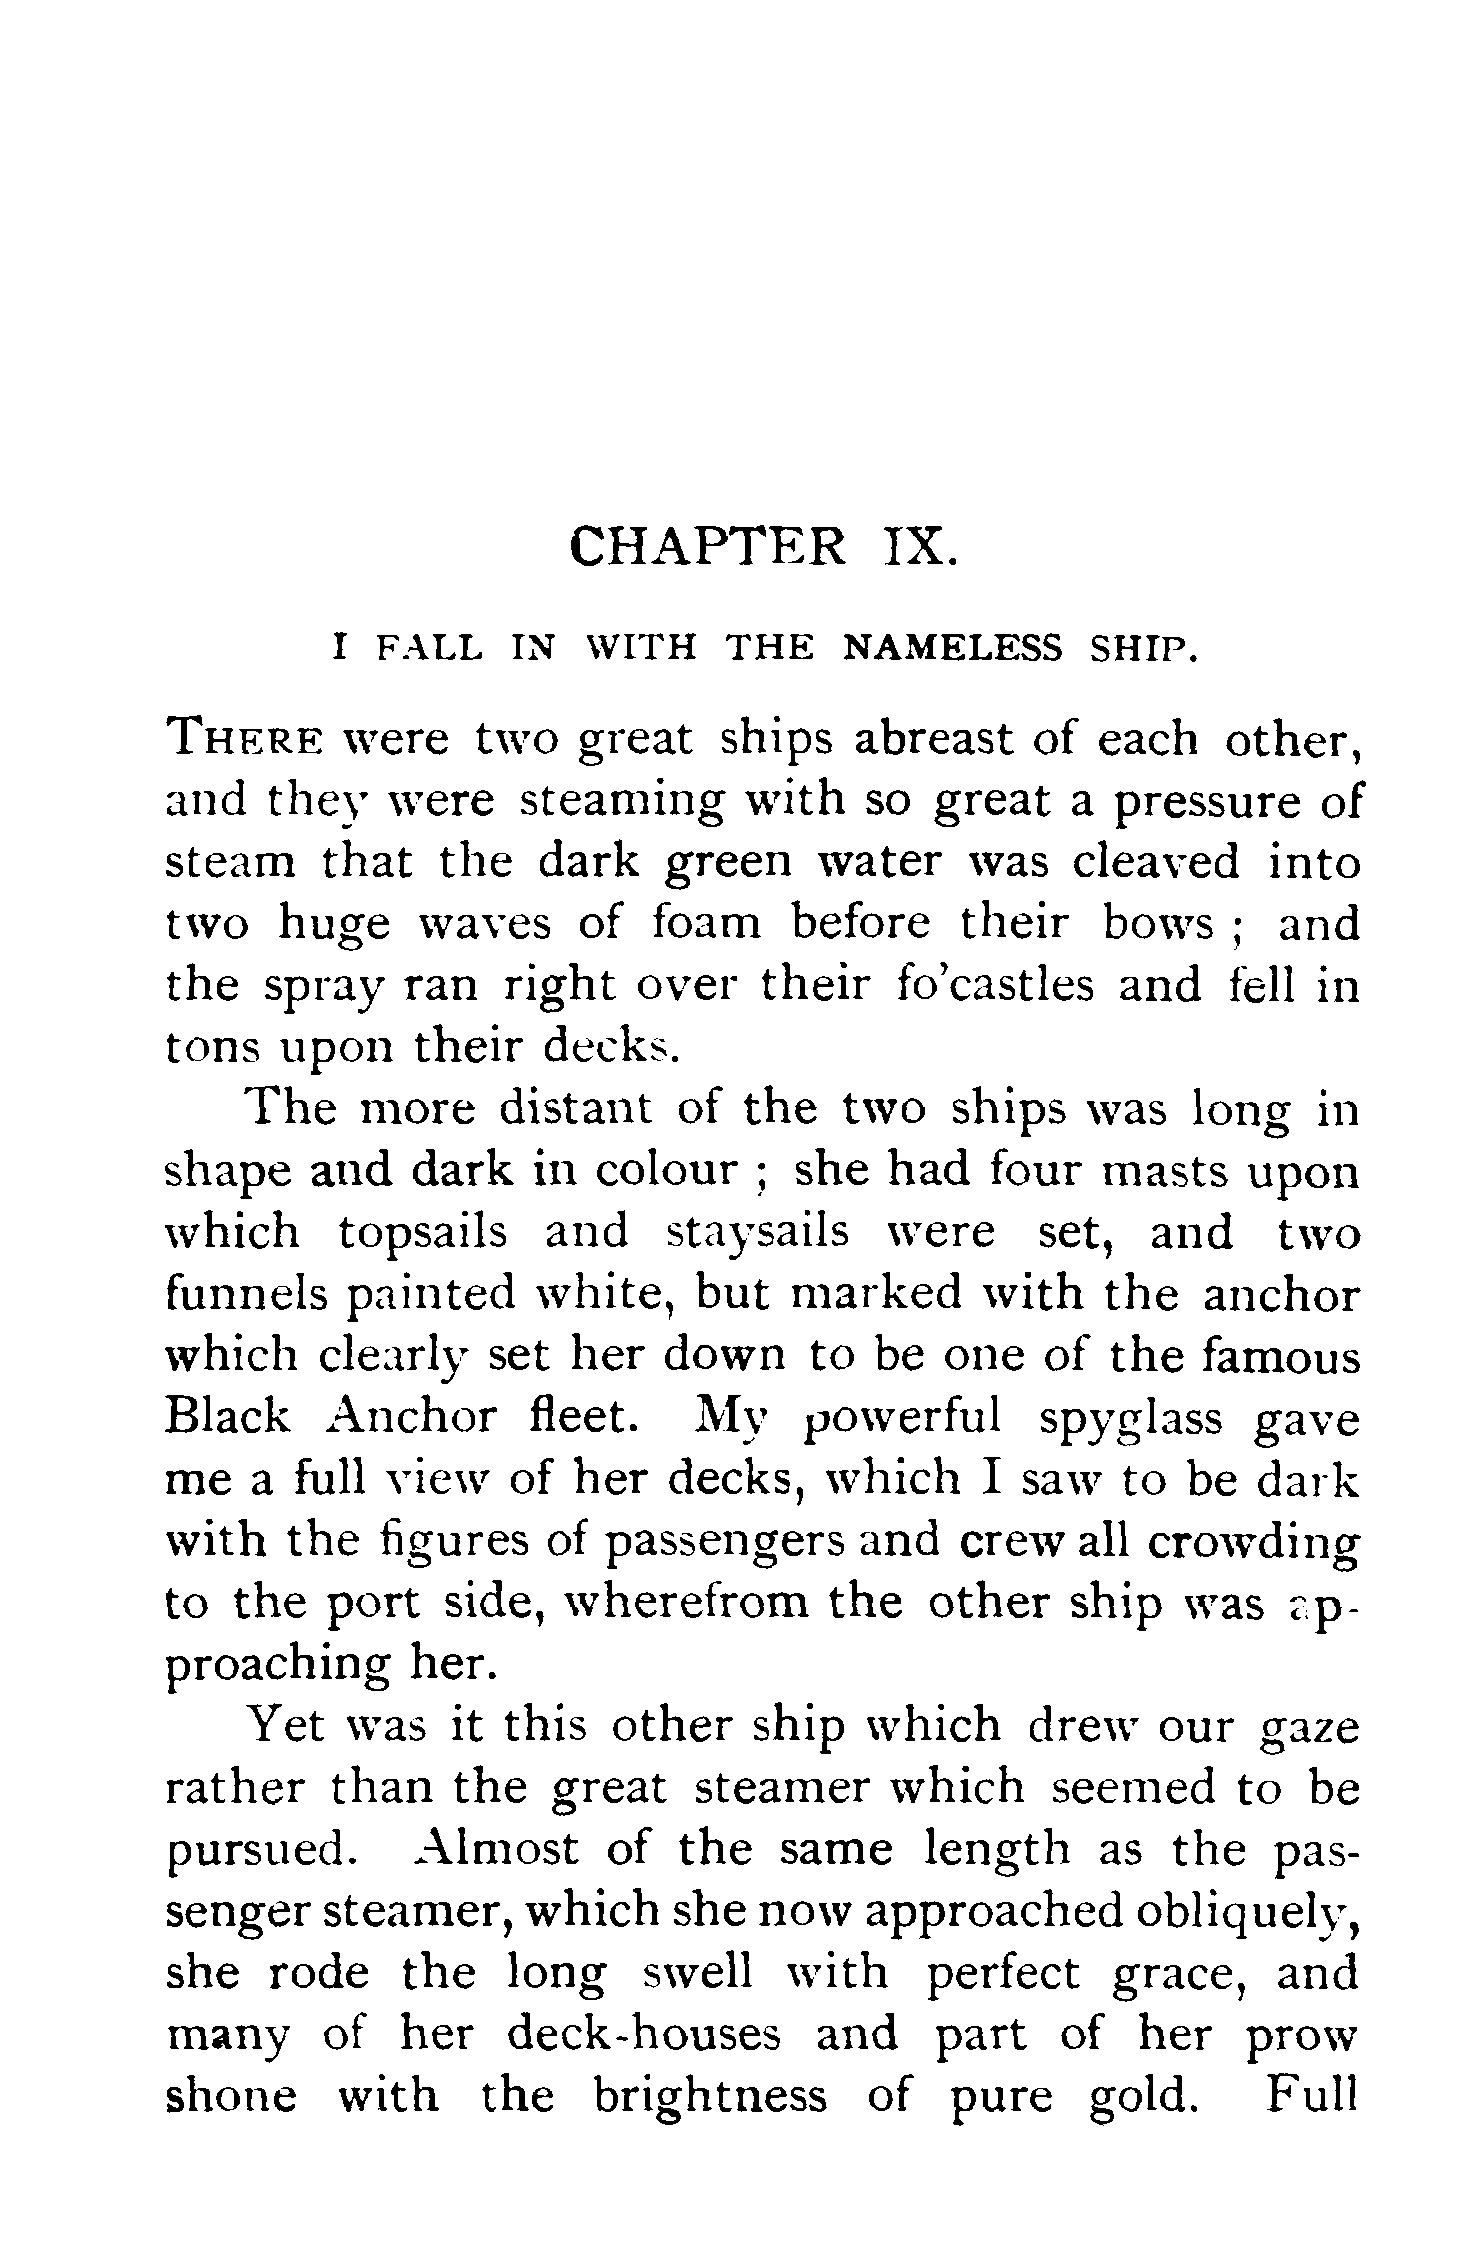 CHAPTER IX.
I FALL IN WITH THE NAMELESS SHIP.
THERE were two great ships abreast of each other,
and they were steaming with so great a pressure of
steam that the dark green water was cleaved into
two huge waves of foam before their bows ; and
the spray ran right over their fo'castles and fell in
tons upon their decks.
The more distant of the two ships was long in
shape and dark in colour ; she had four masts upon
which topsails and staysails were set, and two
funnels painted white, but marked with the anchor
which clearly set her down to be one of the famous
Black Anchor fleet. My powerful spyglass gave
me a full view of her decks, which I saw to be dark
with the figures of passengers and crew all crowding
to the port side, wherefrom the other ship was ap-
proaching her.
Yet was it this other ship which drew our gaze
rather than the great steamer which seemed to be
pursued. Almost of the same length as the pas-
senger steamer, which she now approached obliquely,
she rode the long swell with perfect grace, and
many of her deck-houses and part of her prow
shone with the brightness of pure gold. Full